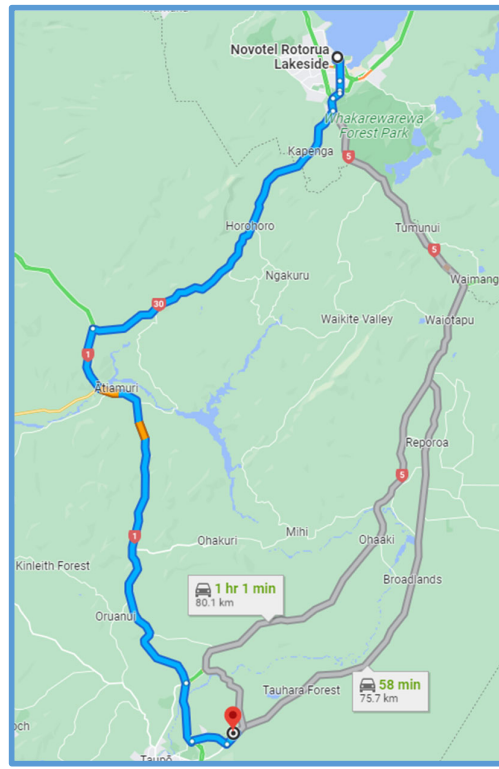 Novotel Rotorua
Lakeside
Whakarewarewa
Forest Park
Kapenga
5
Tumunui
Horohoro
5
Ngakuru
Waimang
30
Waikite Valley
Waiotapu
1
Atiamuri
Reporoa
5
1
Mihi
Ohakuri
Ohaaki
Kinleith Forest
Broadlands
1 hr 1 min
80.1 km
Oruanui
58 min
75.7 km
Tauhara Forest
och
Taupō